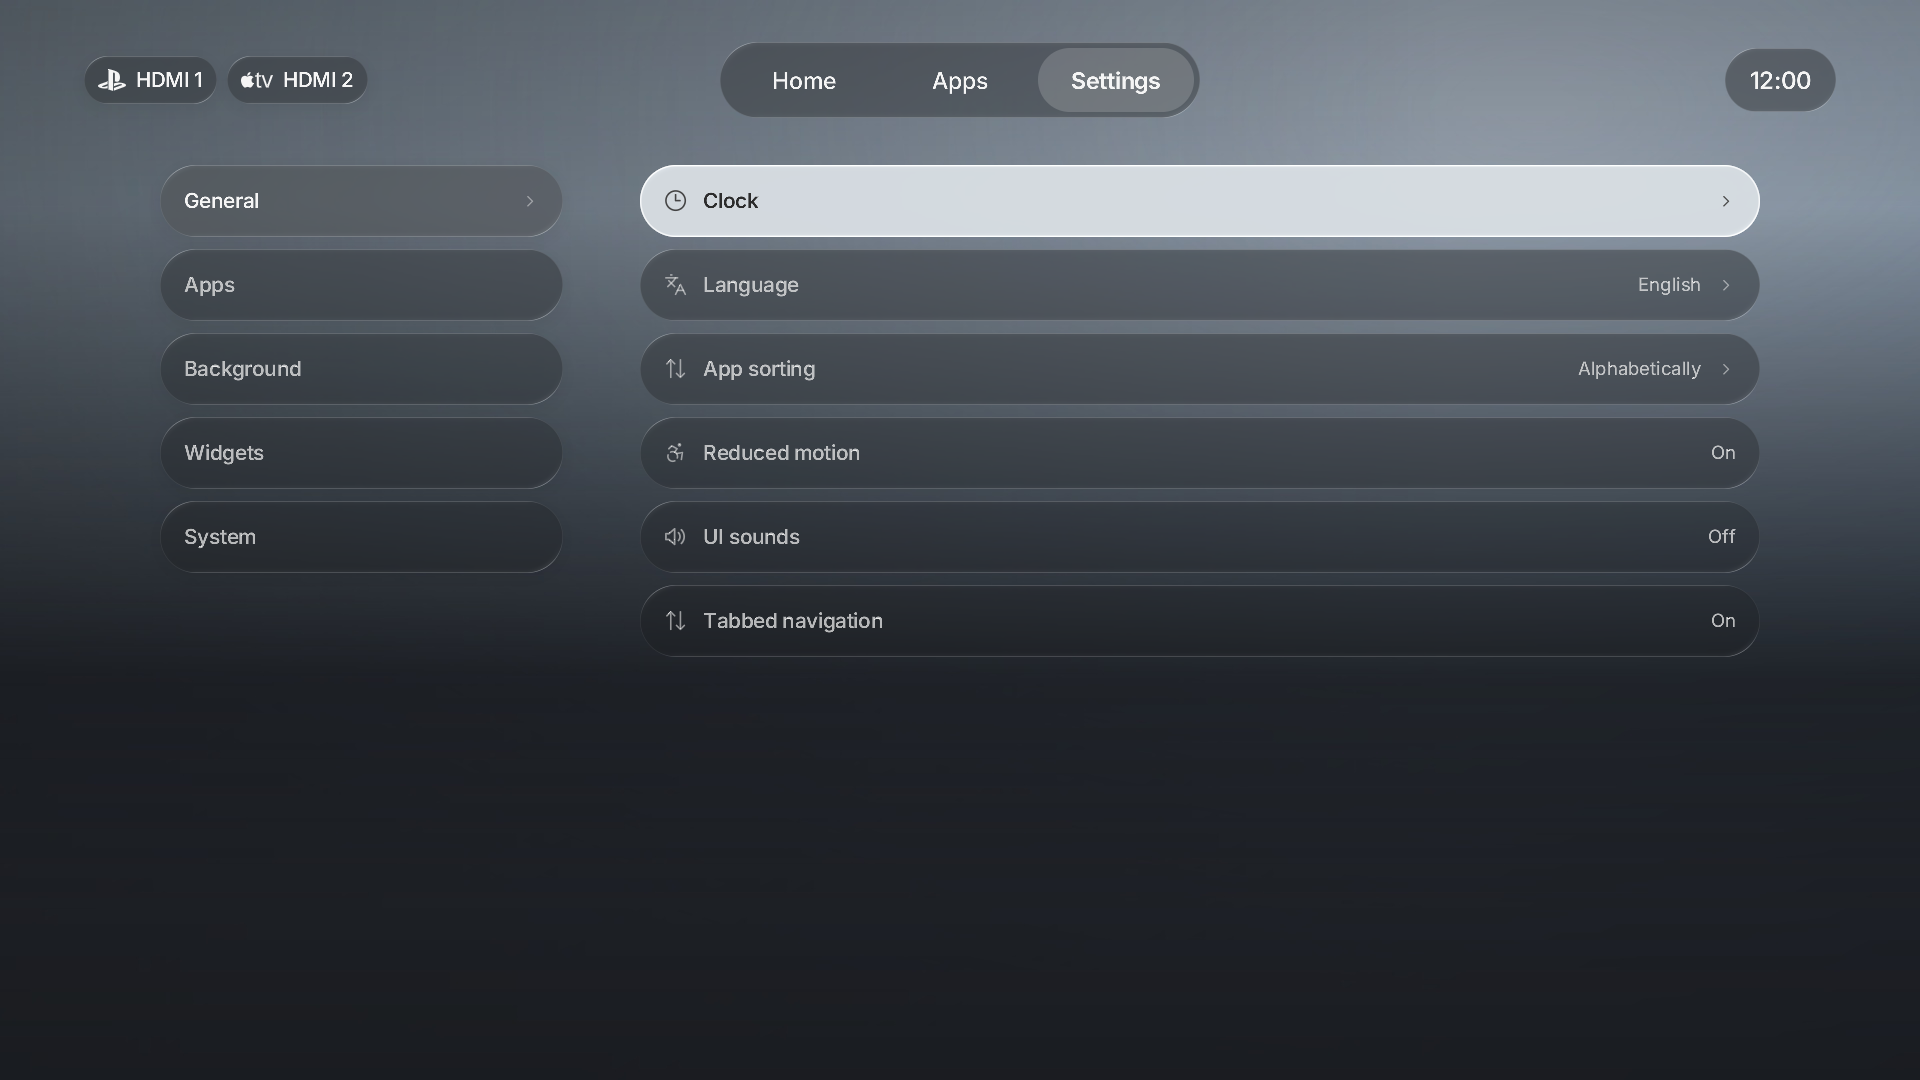 HDMI 1
tv HDMI 2
Home
Apps
Settings
12:00
General
Apps
Background
Widgets
System
Clock
Language English
App sorting Alphabetically
Reduced motion On
UI sounds Off
Tabbed navigation On